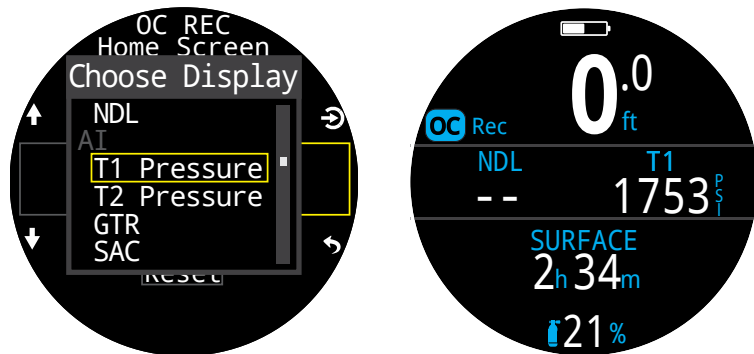 OC REC
Home Screen
Choose Display
NDL
AI
T1 Pressure
T2 Pressure
GTR
SAC
Reset
0.0
ft
OC Rec
NDL T1
-- 1753 PSI
SURFACE
2h 34m
21%